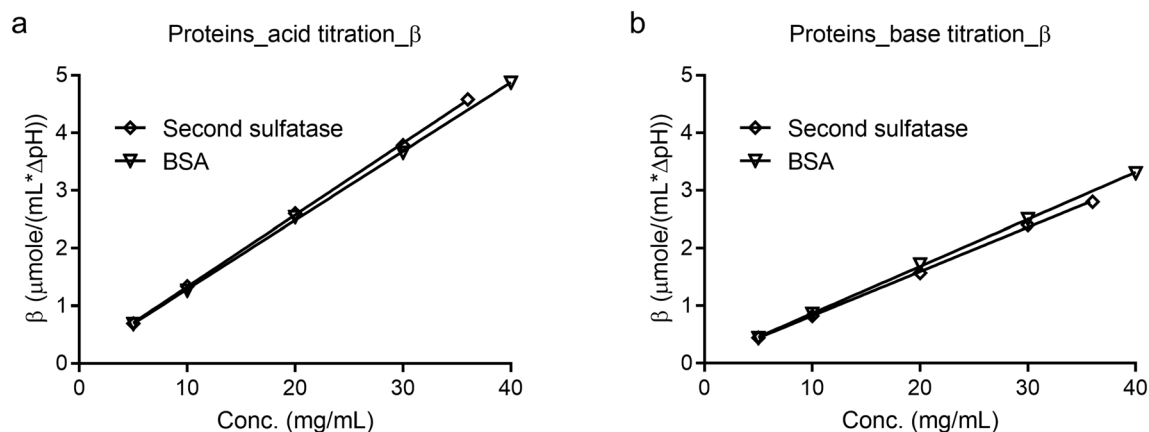 a
Proteins_acid titration_β
5
4
3
2
1
0
β (μmole/(mL*ΔpH))
Second sulfatase
BSA
0 10 20 30 40
Conc. (mg/mL)
b
Proteins_base titration_β
5
4
3
2
1
0
β (μmole/(mL*ΔpH))
Second sulfatase
BSA
0 10 20 30 40
Conc. (mg/mL)